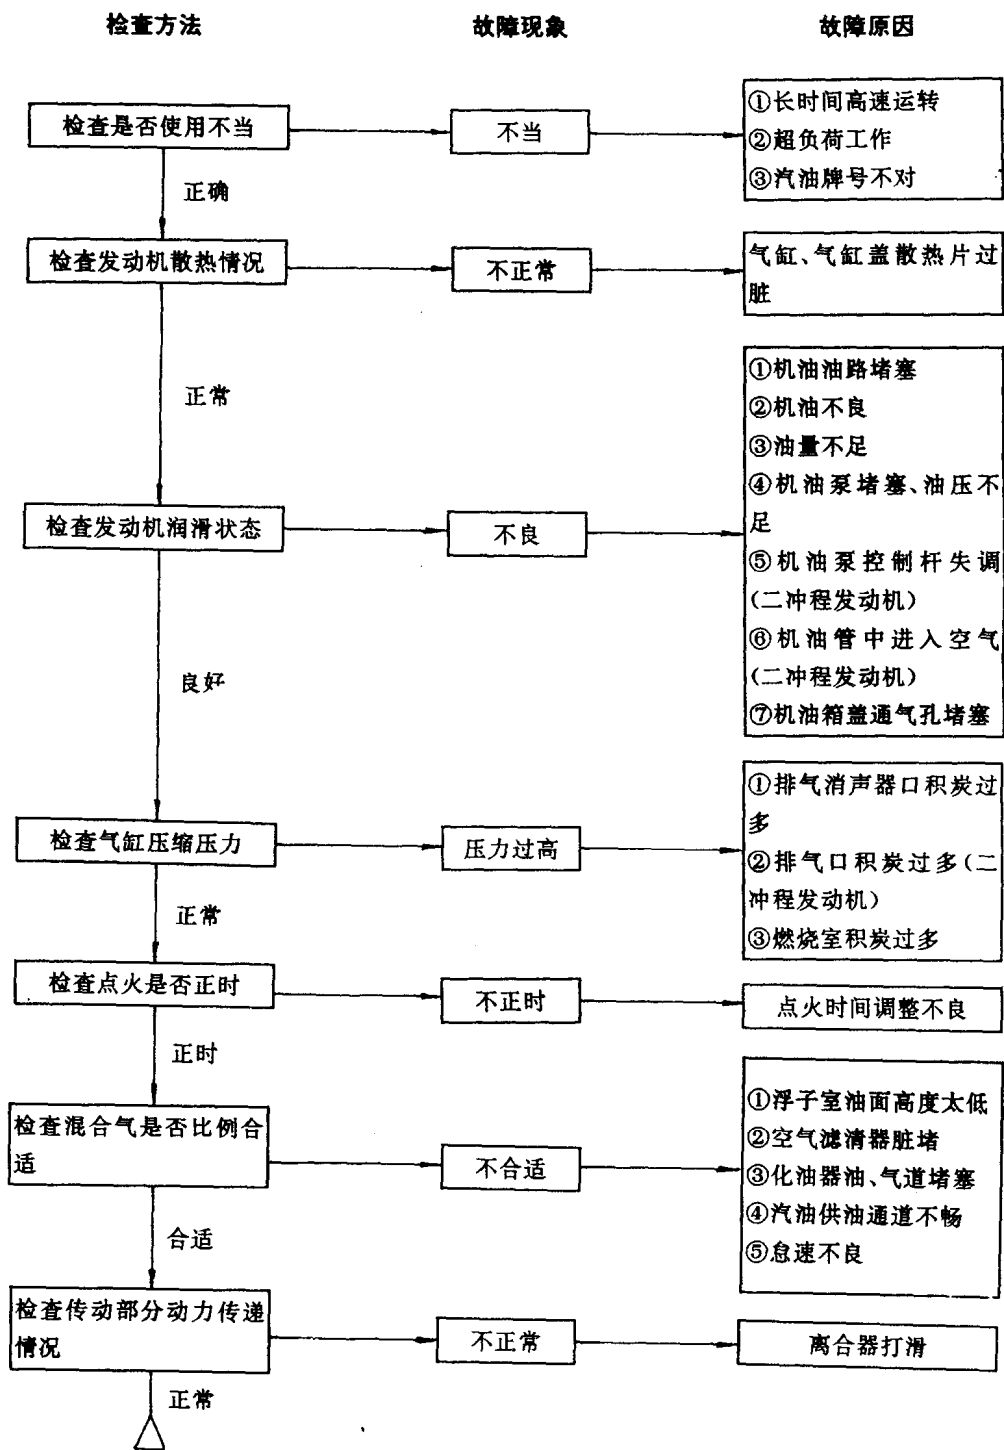 检查方法 故障现象 故障原因
检查是否使用不当
不当
①长时间高速运转
②超负荷工作
③汽油牌号不对
正确
检查发动机散热情况
不正常
气缸、气缸盖散热片过
脏
正常
检查发动机润滑状态
不良
①机油油路堵塞
②机油不良
③油量不足
④机油泵堵塞、油压不
足
⑤机油泵控制杆失调
(二冲程发动机)
⑥机油管中进入空气
(二冲程发动机)
⑦机油箱盖通气孔堵塞
良好
检查气缸压缩压力
压力过高
①排气消声器口积炭过
多
②排气口积炭过多(二
冲程发动机)
③燃烧室积炭过多
正常
检查点火是否正时
不正时
点火时间调整不良
正时
检查混合气是否比例合
适
不合适
①浮子室油面高度太低
②空气滤清器脏堵
③化油器油、气道堵塞
④汽油供油通道不畅
⑤怠速不良
合适
检查传动部分动力传递
情况
不正常
离合器打滑
正常